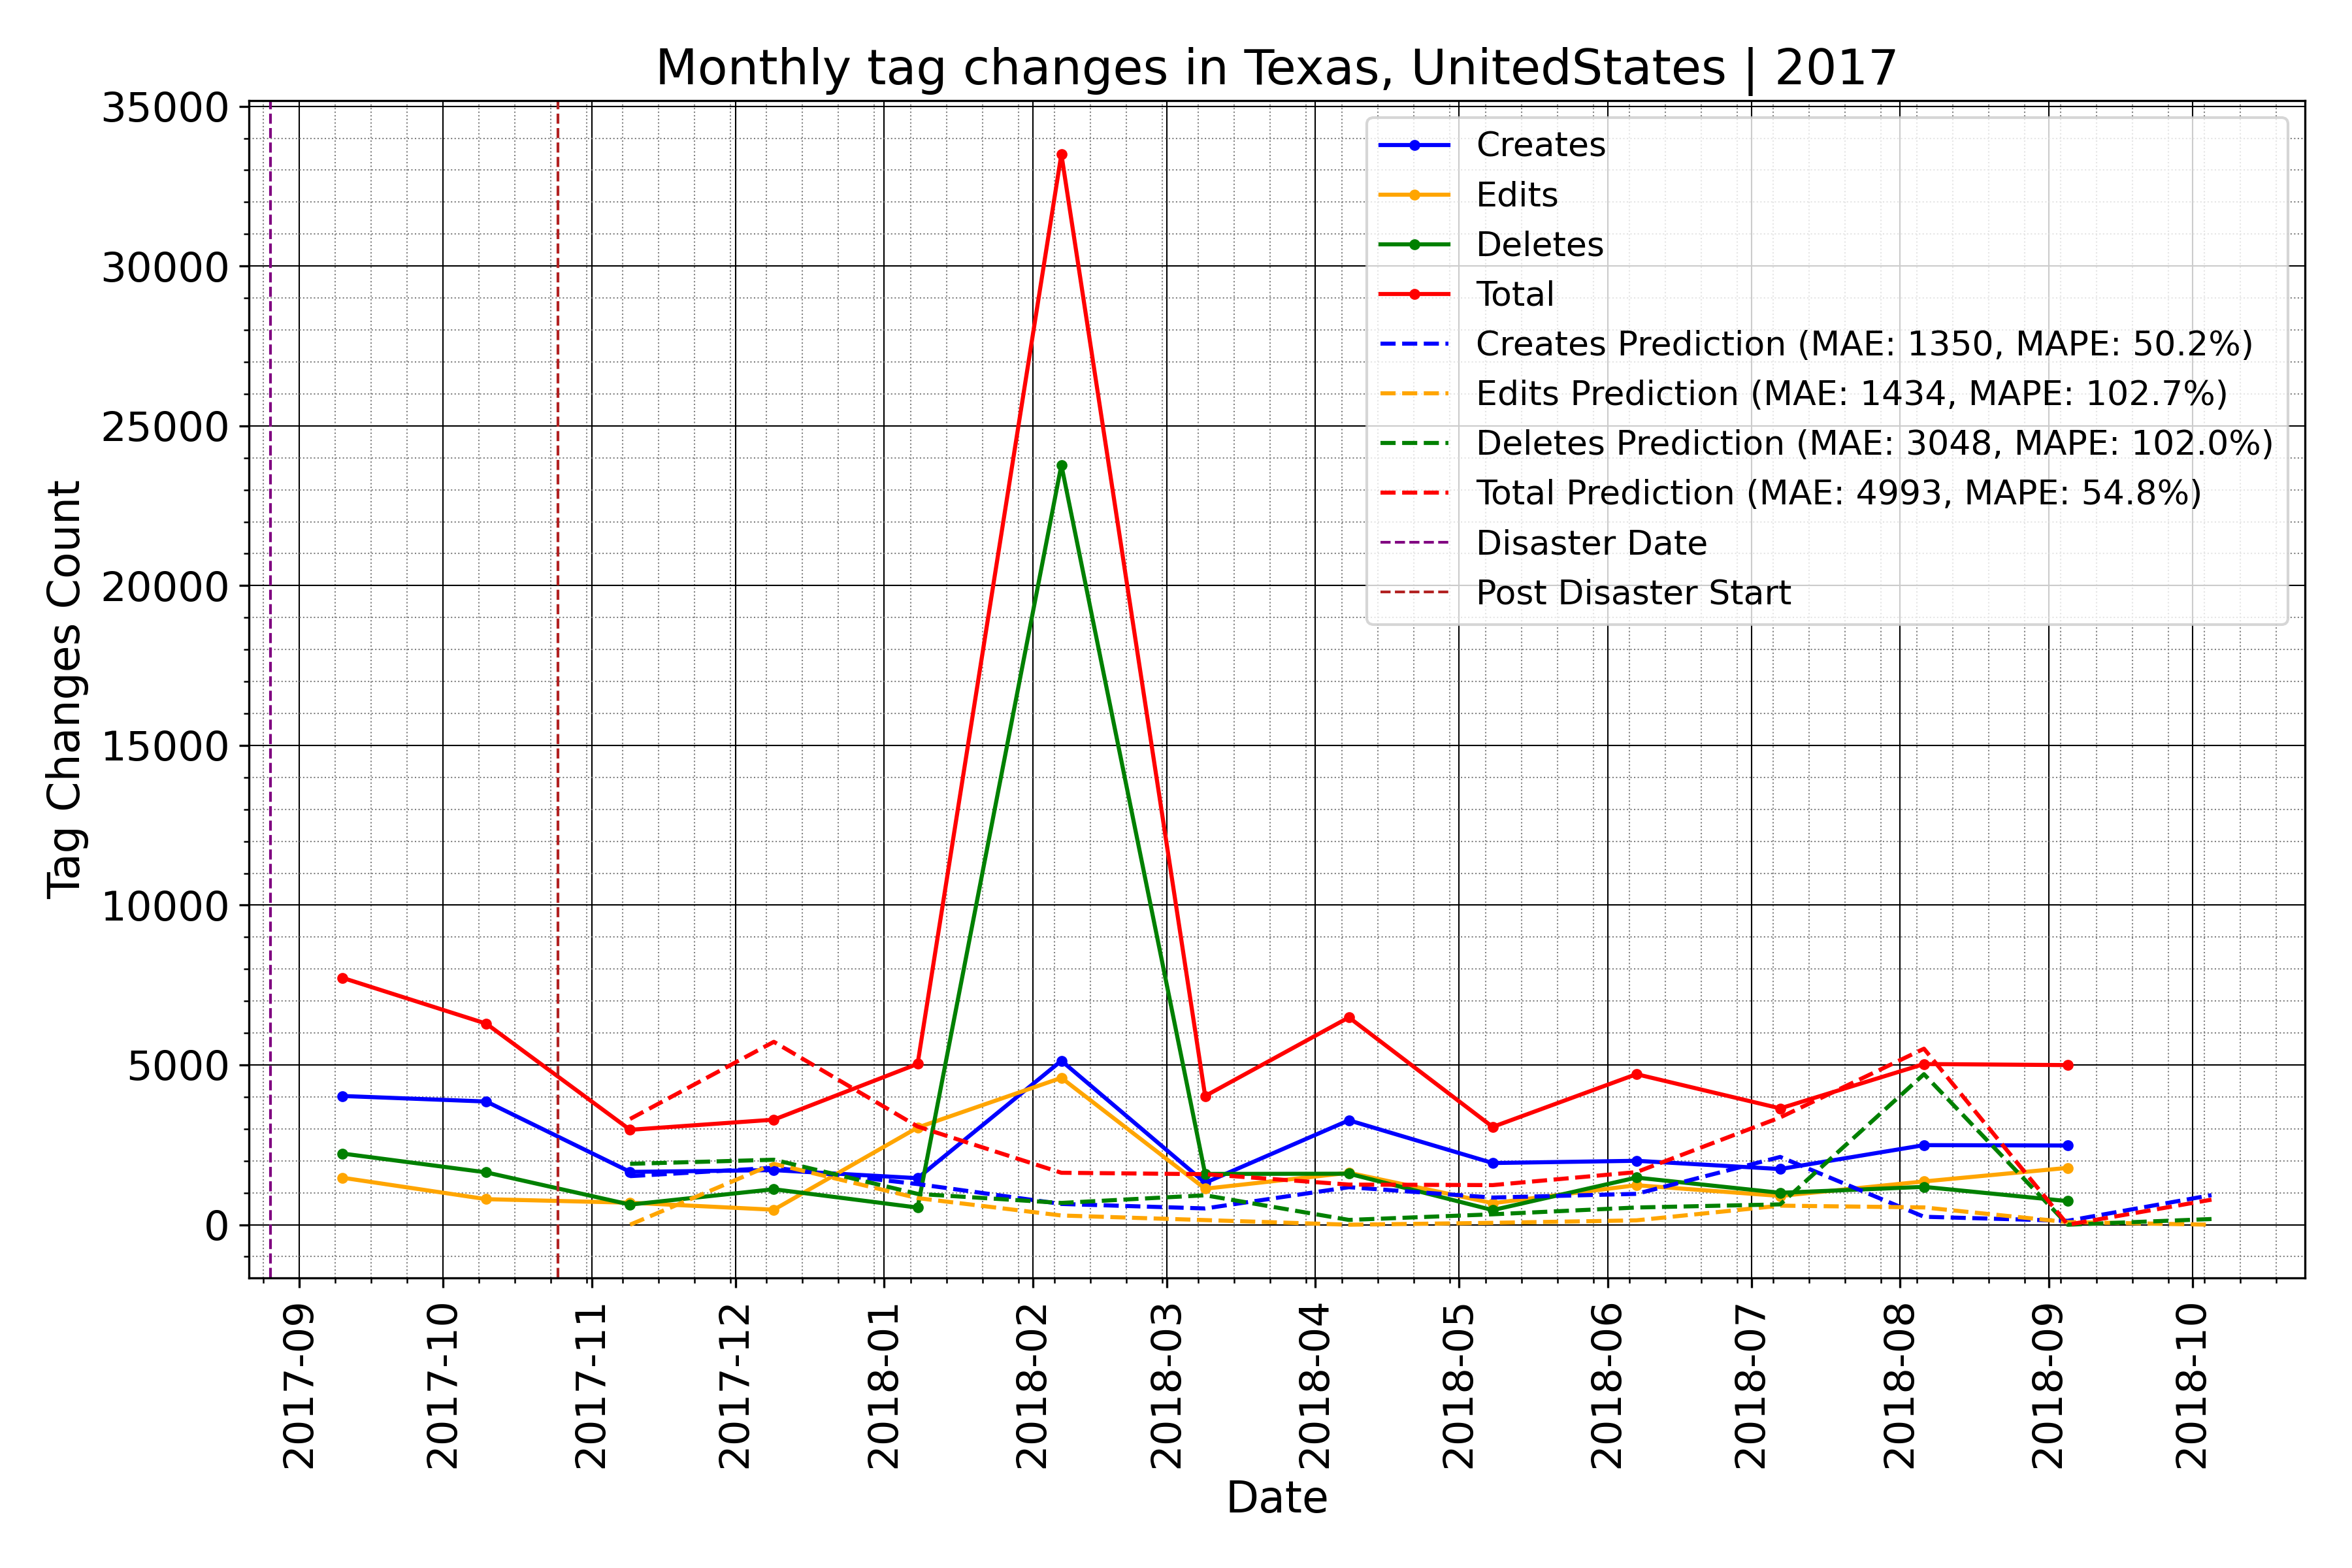 Monthly tag changes in Texas, UnitedStates | 2017
35000
30000
25000
20000
15000
10000
5000
0
Tag Changes Count
Creates
Edits
Deletes
Total
Creates Prediction (MAE: 1350, MAPE: 50.2%)
Edits Prediction (MAE: 1434, MAPE: 102.7%)
Deletes Prediction (MAE: 3048, MAPE: 102.0%)
Total Prediction (MAE: 4993, MAPE: 54.8%)
Disaster Date
Post Disaster Start
2017-09
2017-10
2017-11
2017-12
2018-01
2018-02
2018-03
2018-04
2018-05
2018-06
2018-07
2018-08
2018-09
2018-10
Date